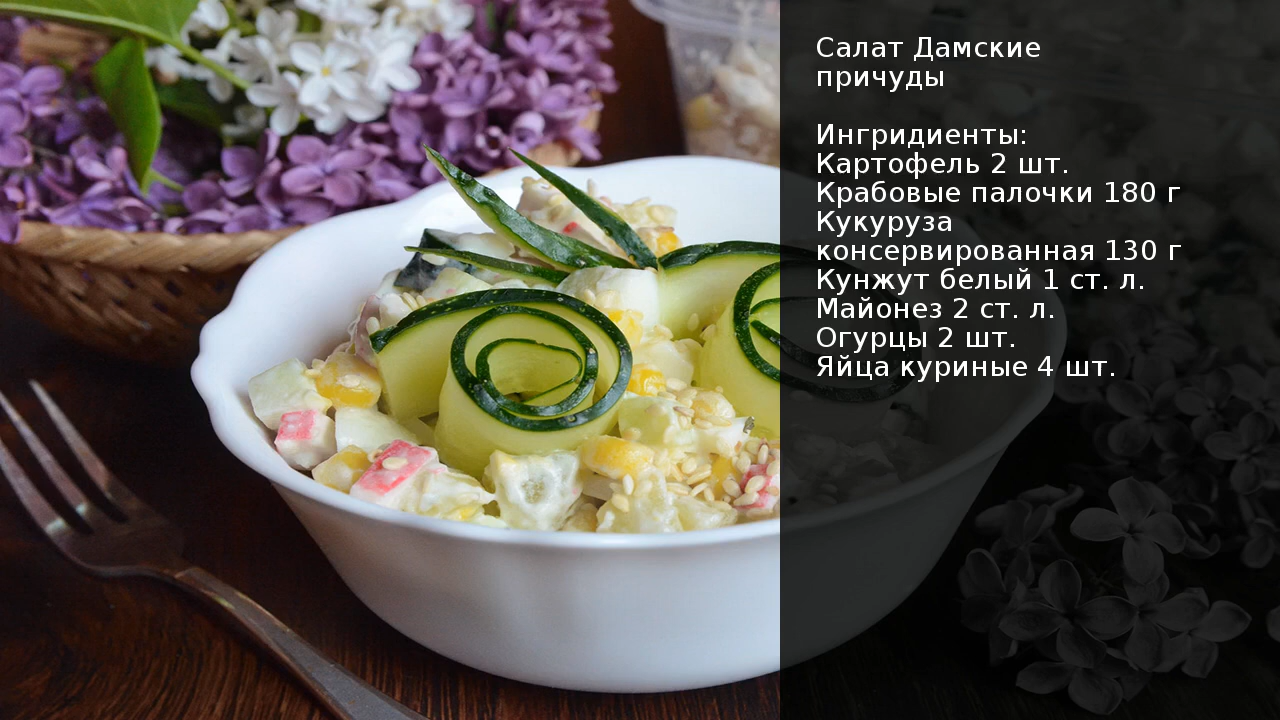 Салат Дамские
причуды
Ингридиенты:
Картофель 2 шт.
Крабовые палочки 180 г
Кукуруза
консервированная 130 г
Кунжут белый 1 ст. л.
Майонез 2 ст. л.
Огурцы 2 шт.
Яйца куриные 4 шт.